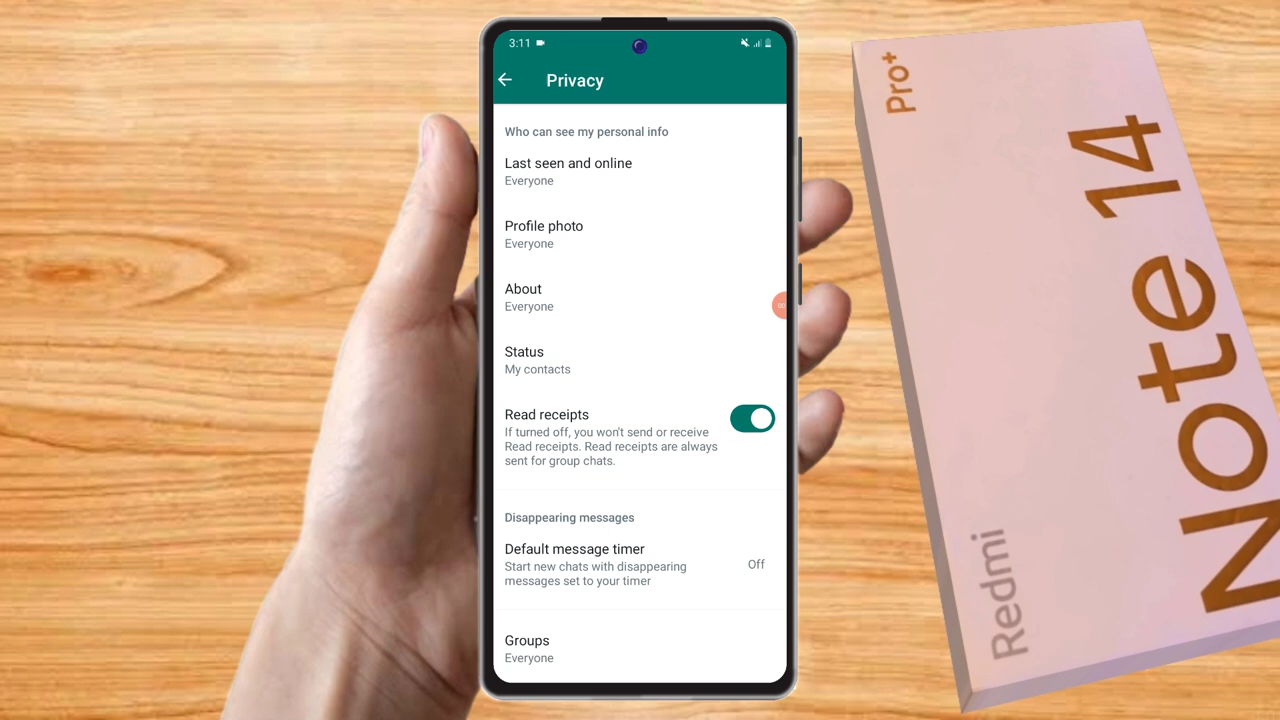 3:11
Privacy
Who can see my personal info
Last seen and online
Everyone
Profile photo
Everyone
About
Everyone
Status
My contacts
Read receipts
If turned off, you won't send or receive
Read receipts. Read receipts are always
sent for group chats.
Disappearing messages
Default message timer
Start new chats with disappearing
messages set to your timer
Off
Groups
Everyone
Redmi
Note 14
Pro+